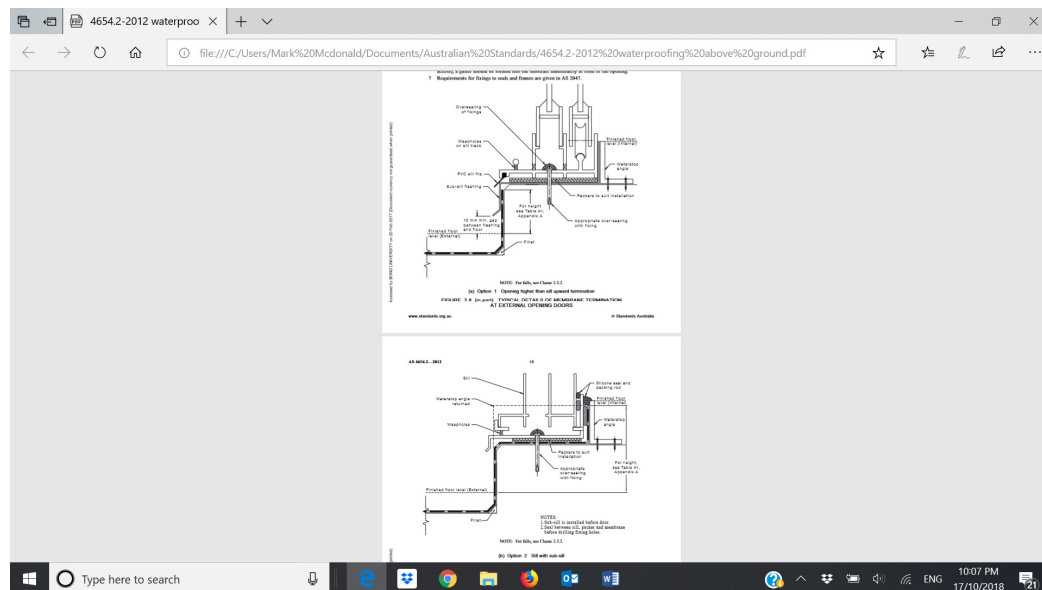 4654.2-2012 waterproo
file:///C:/Users/Mark%20Mcdonald/Documents/Australian%20Standards/4654.2-2012%20waterproofing%20above%20ground.pdf
7 Requirements for fixings to seals and frames are given in AS 2047.
Oversealing
of fixings
Weepholes
on sill track
PVC sill trip
Sub-sill flashing
10 mm min. gap
between flashing
and floor
Finished floor
level (External)
For height
see Table A1,
Appendix A
Fillet
Finished floor
level (Internal)
Waterstop
angle
Packers to suit installation
Appropriate over-sealing
with fixing
NOTE: For falls, see Clause 2.5.2.
(a) Option 1 Opening higher than sill upward termination
FIGURE 2.8 (in part) TYPICAL DETAILS OF MEMBRANE TERMINATION
AT EXTERNAL OPENING DOORS
www.standards.org.au
© Standards Australia
AS 4654.2—2012
Sill
Waterstop angle
returned
Weepholes
Silicone seal and
backing rod
Finished floor
level (Internal)
Waterstop
angle
Packers to suit
installation
Appropriate
over-sealing
with fixing
For height,
see Table A1,
Appendix A
Finished floor level (External)
Fillet
NOTES:
1 Sub-sill is installed before door.
2 Seal between sill, packer and membrane
before drilling fixing holes.
NOTE: For falls, see Clause 2.5.2.
(b) Option 2 Sill with sub-sill
Type here to search
ENG
10:07 PM
17/10/2018
21